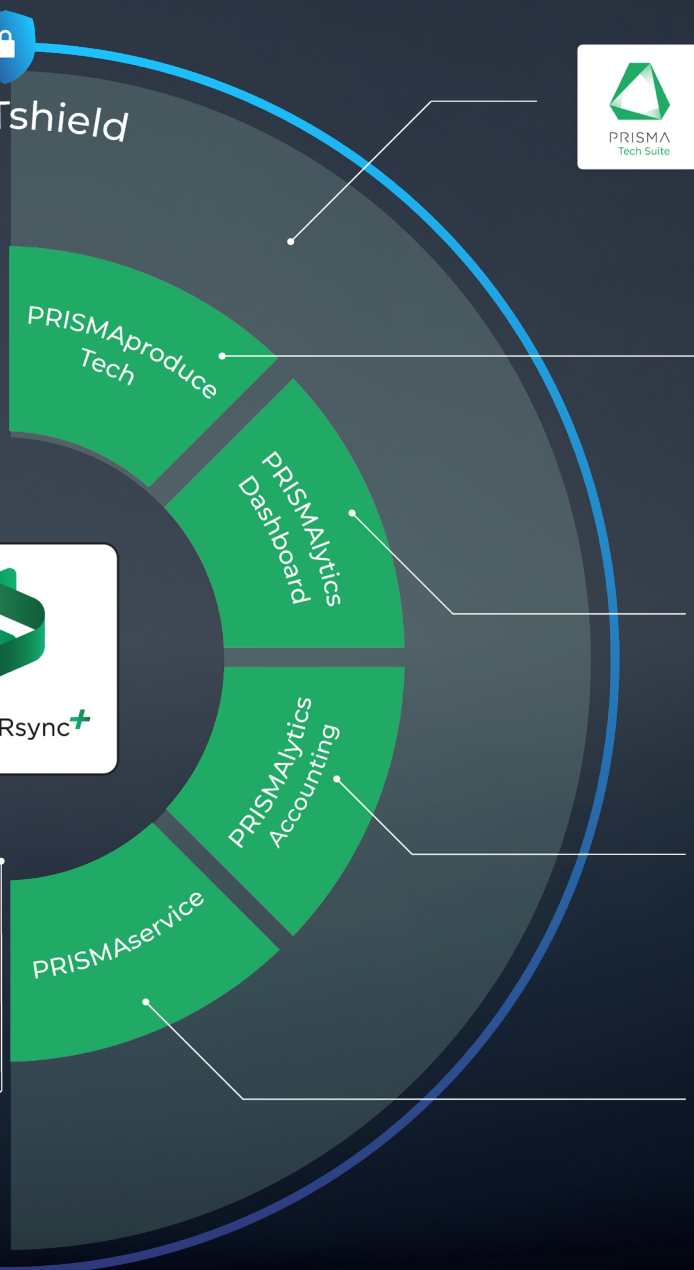 Tshield
PRISMA
Tech Suite
PRISMAproduce
Tech
PRISMAlytics
Dashboard
PRISMAlytics
Accounting
Rsync+
PRISMAservice